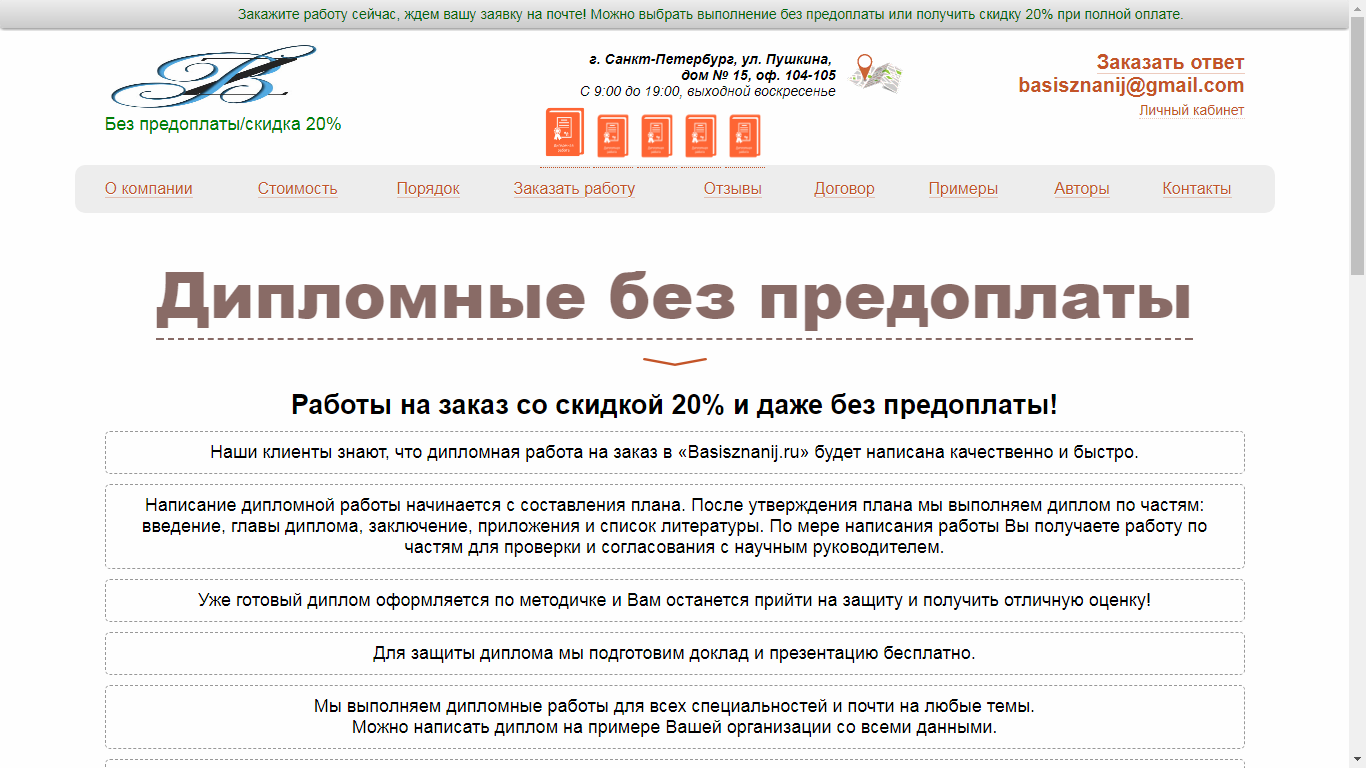 Закажите работу сейчас, ждем вашу заявку на почте! Можно выбрать выполнение без предоплаты или получить скидку 20% при полной оплате.
Без предоплаты/скидка 20%
г. Санкт-Петербург, ул. Пушкина,
дом № 15, оф. 104-105
С 9:00 до 19:00, выходной воскресенье
Заказать ответ
basisznanij@gmail.com
Личный кабинет
О компании Стоимость Порядок Заказать работу Отзывы Договор Примеры Авторы Контакты
Дипломные без предоплаты
Работы на заказ со скидкой 20% и даже без предоплаты!
Наши клиенты знают, что дипломная работа на заказ в «Basisznanij.ru» будет написана качественно и быстро.
Написание дипломной работы начинается с составления плана. После утверждения плана мы выполняем диплом по частям:
введение, главы диплома, заключение, приложения и список литературы. По мере написания работы Вы получаете работу по
частям для проверки и согласования с научным руководителем.
Уже готовый диплом оформляется по методичке и Вам останется прийти на защиту и получить отличную оценку!
Для защиты диплома мы подготовим доклад и презентацию бесплатно.
Мы выполняем дипломные работы для всех специальностей и почти на любые темы.
Можно написать диплом на примере Вашей организации со всеми данными.